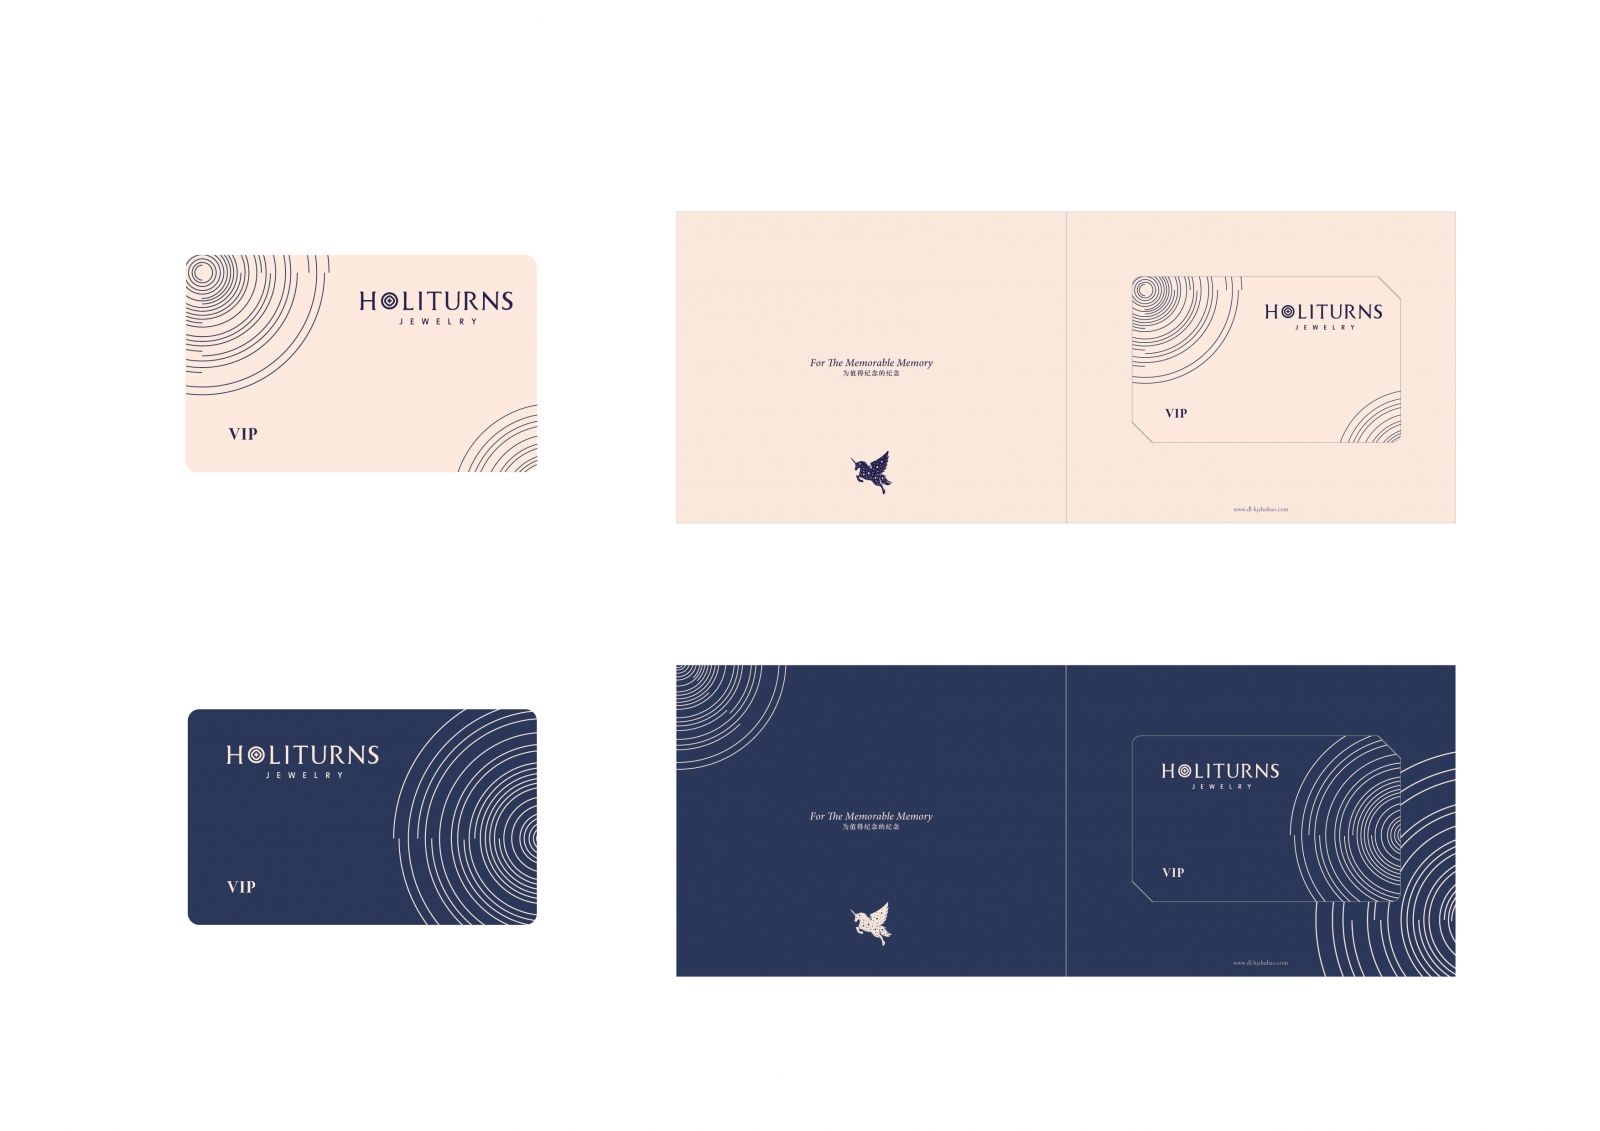 HOLITURNS
JEWELRY
VIP
For The Memorable Memory
为值得纪念的纪念
HOLITURNS
JEWELRY
VIP
www.dl-hjzhubao.com
HOLITURNS
JEWELRY
VIP
For The Memorable Memory
为值得纪念的纪念
HOLITURNS
JEWELRY
VIP
www.dl-hjzhubao.com